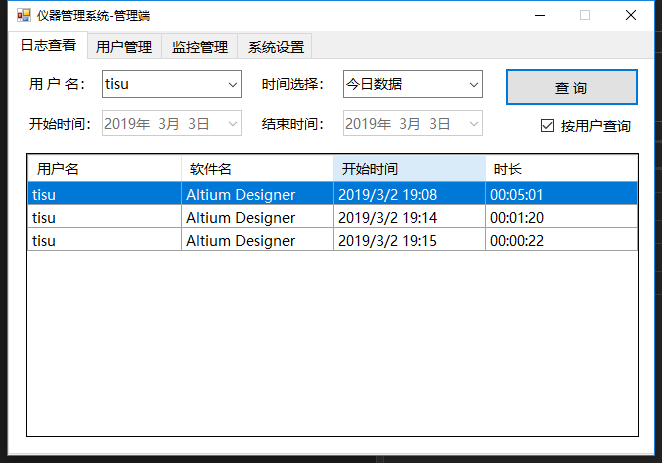 仪器管理系统-管理端
日志查看 用户管理 监控管理 系统设置
用 户 名： tisu 时间选择： 今日数据 查 询
开始时间： 2019年 3月 3日 结束时间： 2019年 3月 3日 按用户查询
用户名 软件名 开始时间 时长
tisu Altium Designer 2019/3/2 19:08 00:05:01
tisu Altium Designer 2019/3/2 19:14 00:01:20
tisu Altium Designer 2019/3/2 19:15 00:00:22